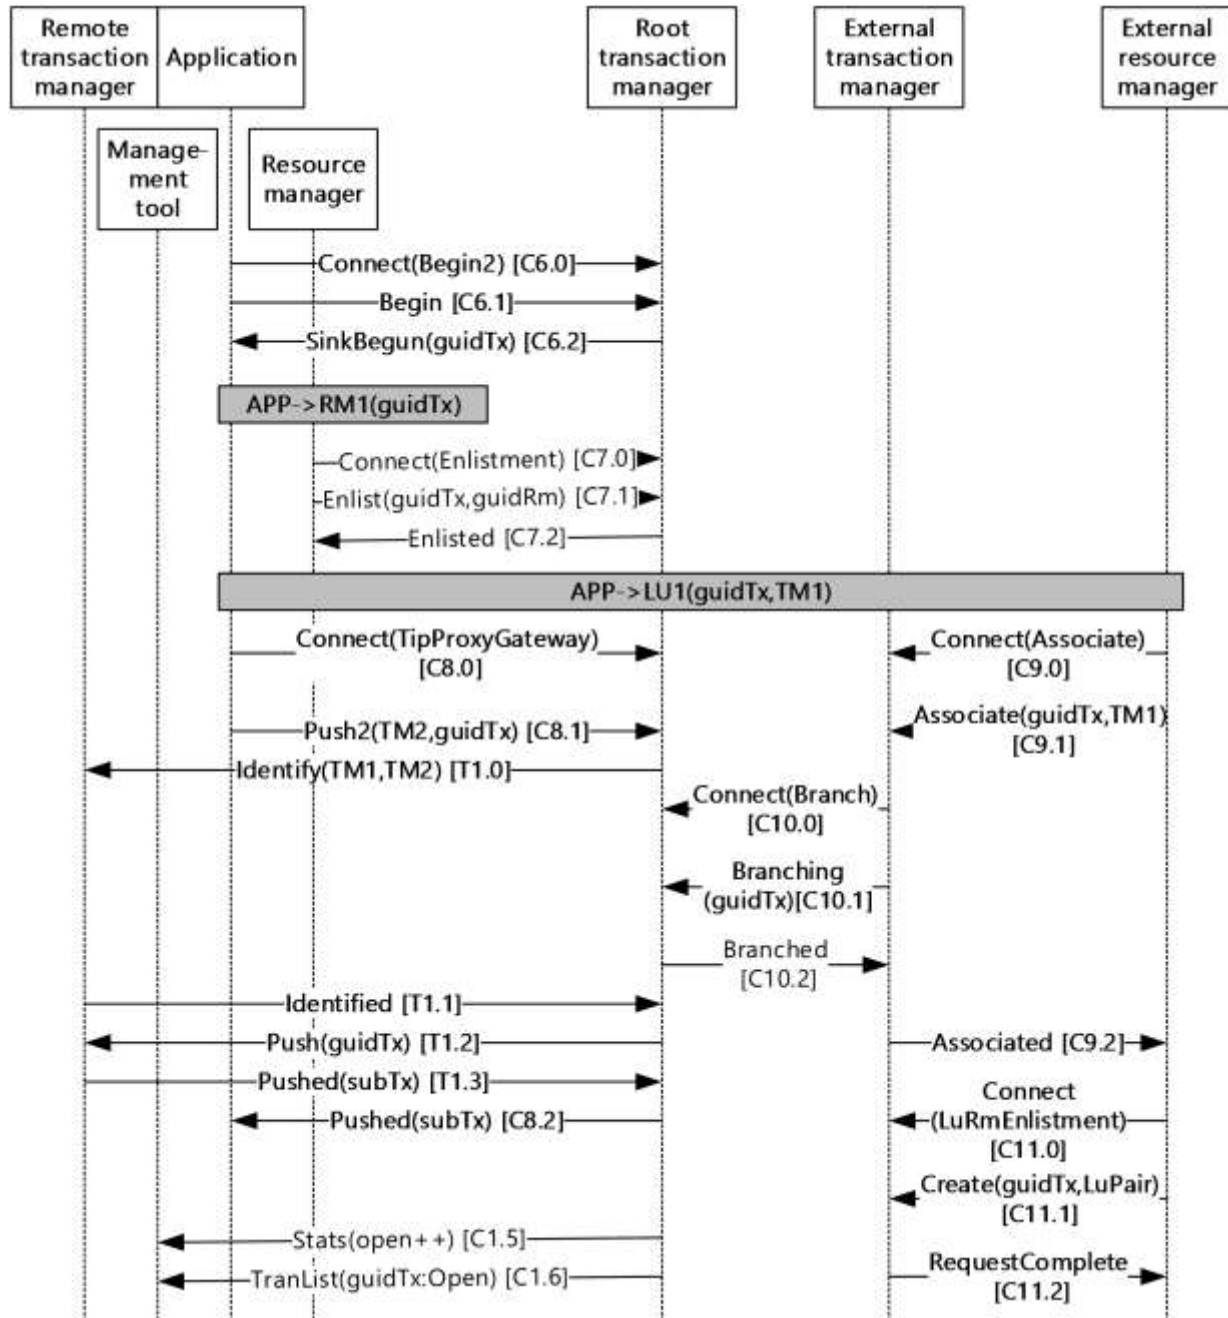 Remote
transaction
manager
Application
Root
transaction
manager
External
transaction
manager
External
resource
manager
Manage-
ment
tool
Resource
manager
Connect(Begin2) [C6.0]
Begin [C6.1]
SinkBegun(guidTx) [C6.2]
APP->RM1(guidTx)
Connect(Enlistment) [C7.0]
Enlist(guidTx,guidRm) [C7.1]
Enlisted [C7.2]
APP->LU1(guidTx,TM1)
Connect(TipProxyGateway)
[C8.0]
Connect(Associate)
[C9.0]
Push2(TM2,guidTx) [C8.1]
Associate(guidTx,TM1)
[C9.1]
Identify(TM1,TM2) [T1.0]
Connect(Branch)
[C10.0]
Branching
(guidTx)[C10.1]
Branched
[C10.2]
Identified [T1.1]
Push(guidTx) [T1.2]
Associated [C9.2]
Pushed(subTx) [T1.3]
Pushed(subTx) [C8.2]
Connect
(LuRmEnlistment)
[C11.0]
Create(guidTx,LuPair)
[C11.1]
Stats(open++) [C1.5]
TranList(guidTx:Open) [C1.6]
RequestComplete
[C11.2]